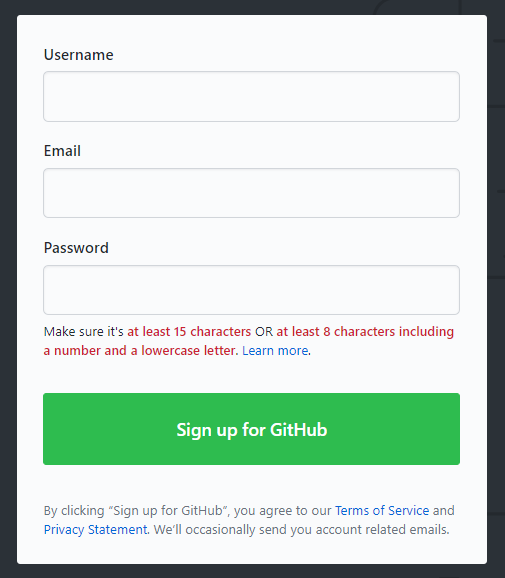 Username
Email
Password
Make sure it's at least 15 characters OR at least 8 characters including
a number and a lowercase letter. Learn more.
Sign up for GitHub
By clicking “Sign up for GitHub”, you agree to our Terms of Service and
Privacy Statement. We’ll occasionally send you account related emails.